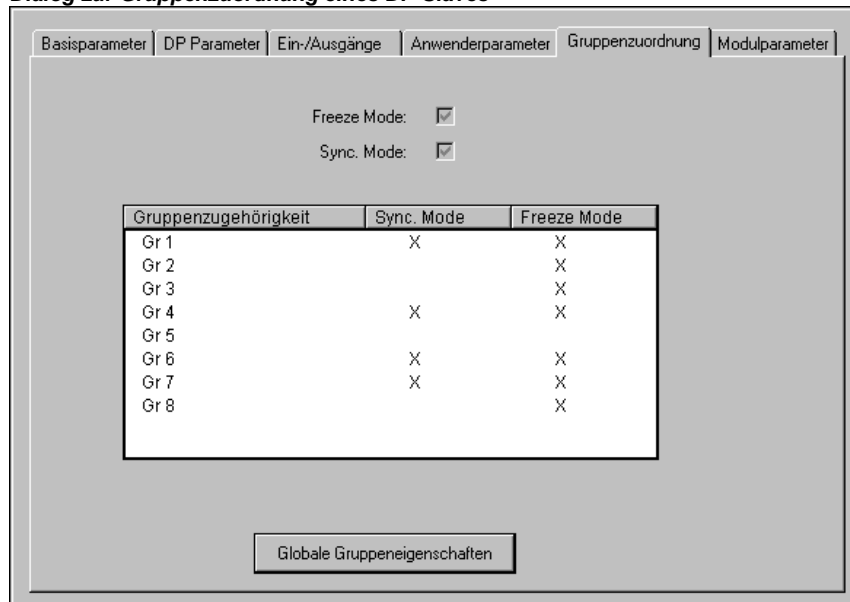 Dialog zur Gruppenzuordnung eines DP-Slaves
Basisparameter DP Parameter Ein-/Ausgänge Anwenderparameter Gruppenzuordnung Modulparameter
Freeze Mode:
Sync. Mode:
Gruppenzugehörigkeit Sync. Mode Freeze Mode
Gr 1 X X
Gr 2 X
Gr 3 X
Gr 4 X X
Gr 5
Gr 6 X X
Gr 7 X X
Gr 8 X
Globale Gruppeneigenschaften